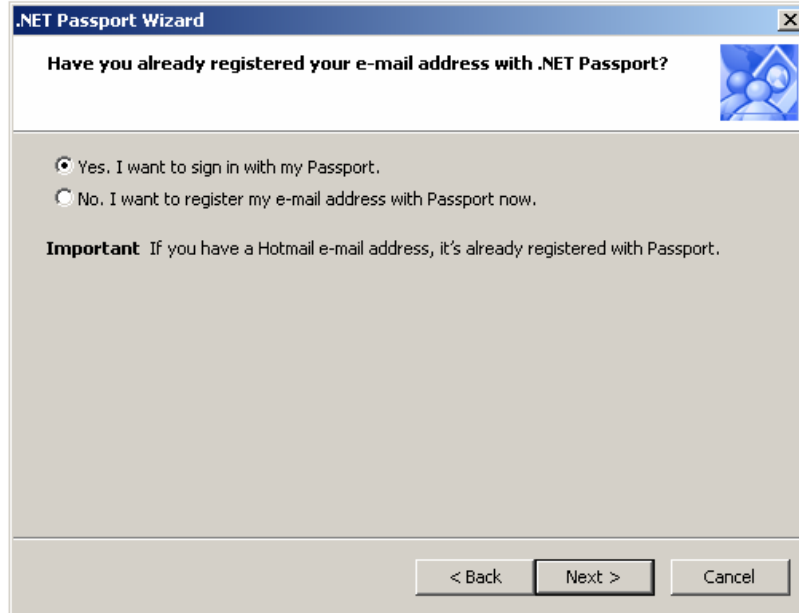 .NET Passport Wizard
Have you already registered your e-mail address with .NET Passport?
Yes. I want to sign in with my Passport.
No. I want to register my e-mail address with Passport now.
Important If you have a Hotmail e-mail address, it's already registered with Passport.
< Back Next > Cancel